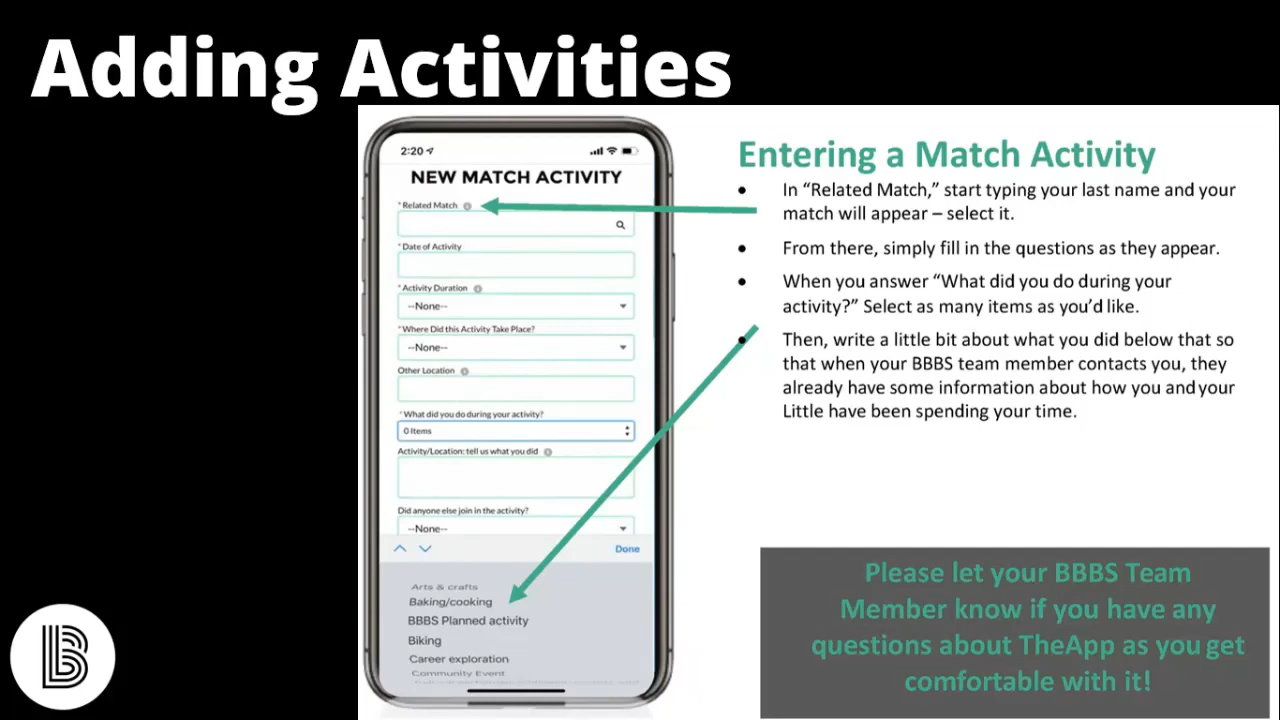 Adding Activities
2:20
NEW MATCH ACTIVITY
* Related Match
* Date of Activity
* Activity Duration
--None--
* Where Did this Activity Take Place?
--None--
Other Location
* What did you do during your activity?
0 Items
Activity/Location: tell us what you did
Did anyone else join in the activity?
--None--
Done
Arts & crafts
Baking/cooking
BBBS Planned activity
Biking
Career exploration
Community Event
Entering a Match Activity
• In “Related Match,” start typing your last name and your
match will appear – select it.
• From there, simply fill in the questions as they appear.
• When you answer “What did you do during your
activity?” Select as many items as you’d like.
• Then, write a little bit about what you did below that so
that when your BBBS team member contacts you, they
already have some information about how you and your
Little have been spending your time.
Please let your BBBS Team
Member know if you have any
questions about TheApp as you get
comfortable with it!
B